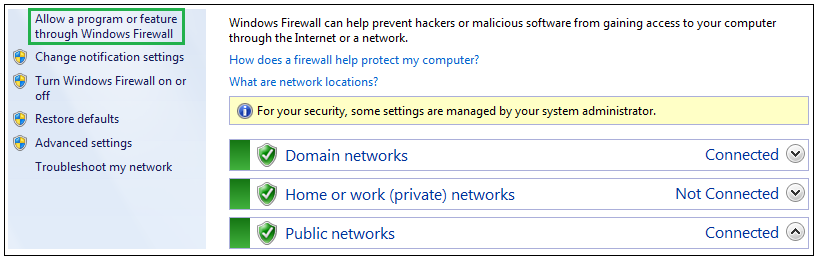 Allow a program or feature
through Windows Firewall
Change notification settings
Turn Windows Firewall on or
off
Restore defaults
Advanced settings
Troubleshoot my network
Windows Firewall can help prevent hackers or malicious software from gaining access to your computer
through the Internet or a network.
How does a firewall help protect my computer?
What are network locations?
For your security, some settings are managed by your system administrator.
Domain networks Connected
Home or work (private) networks Not Connected
Public networks Connected